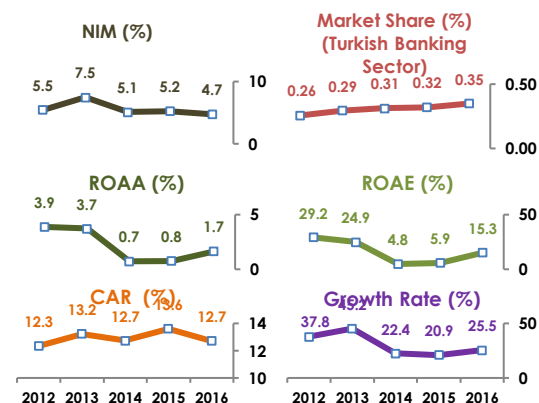 NIM (%)
5.5 7.5 5.1 5.2 4.7
10
0
Market Share (%)
(Turkish Banking
Sector)
0.26 0.29 0.31 0.32 0.35
0.50
0.00
ROAA (%)
3.9 3.7 0.7 0.8 1.7
5
0
ROAE (%)
29.2 24.9 4.8 5.9 15.3
50
0
CAR (%)
12.3 13.2 12.7 13.6 12.7
14
12
10
2012 2013 2014 2015 2016
Growth Rate (%)
37.8 45.2 22.4 20.9 25.5
50
0
2012 2013 2014 2015 2016